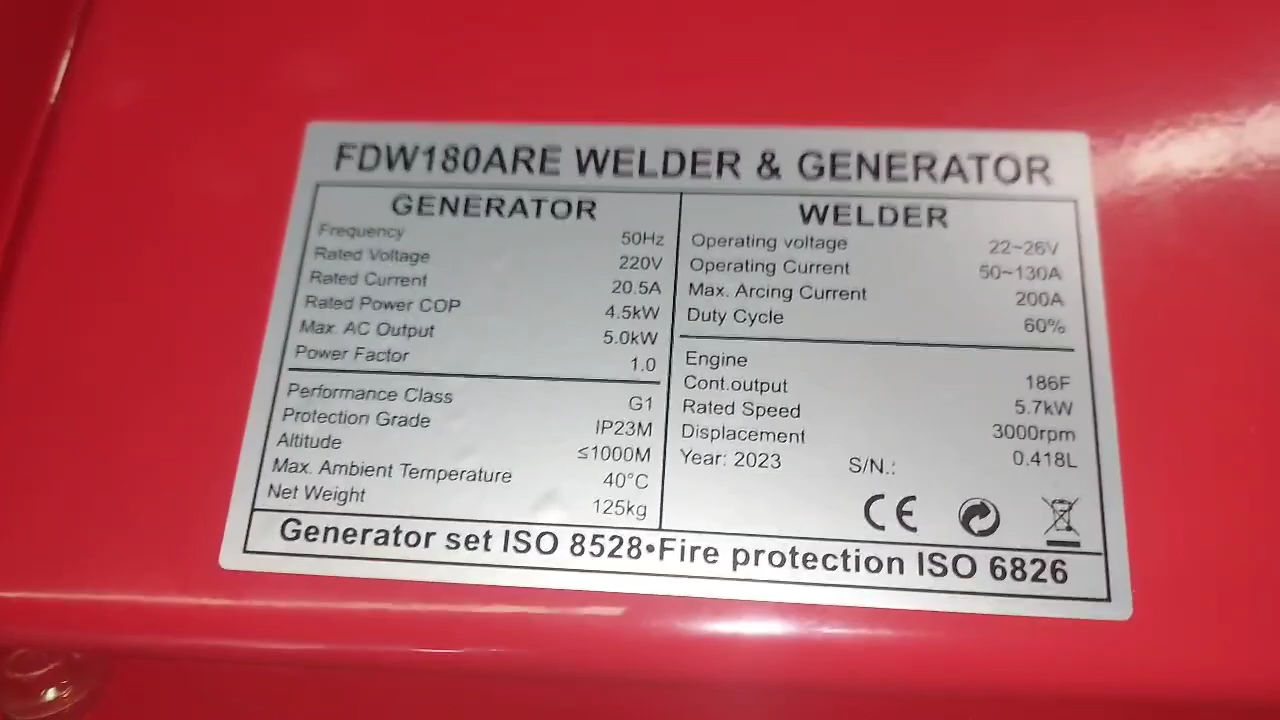 FDW180ARE WELDER & GENERATOR
GENERATOR
Frequency 50Hz
Rated Voltage 220V
Rated Current 20.5A
Rated Power COP 4.5kW
Max. AC Output 5.0kW
Power Factor 1.0
Performance Class G1
Protection Grade IP23M
Altitude ≤1000M
Max. Ambient Temperature 40°C
Net Weight 125kg
WELDER
Operating voltage 22~26V
Operating Current 50~130A
Max. Arcing Current 200A
Duty Cycle 60%
Engine 186F
Cont.output 5.7kW
Rated Speed 3000rpm
Displacement 0.418L
Year: 2023 S/N.:
CE
Generator set ISO 8528•Fire protection ISO 6826